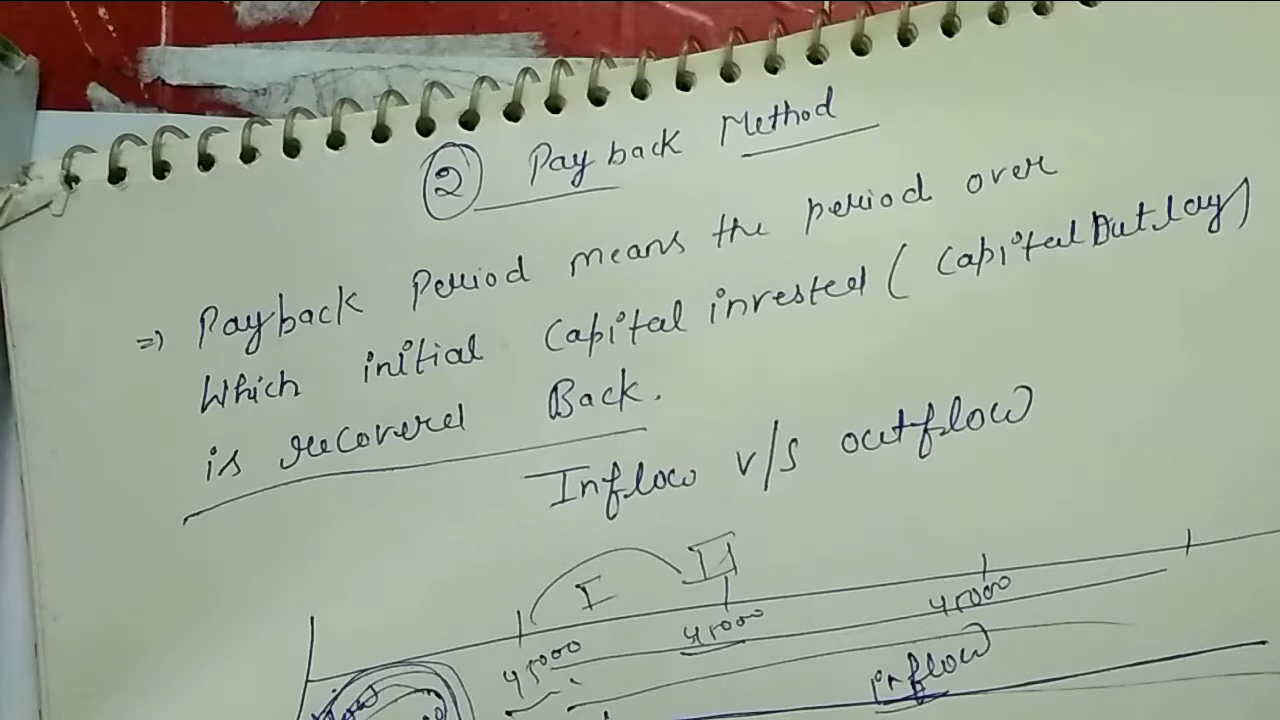 ② Pay back Method
=> Payback Period means the period over
Which initial Capital invested (Capital Outlay)
is recovered Back.
Inflow v/s outflow
I II
45000 45000 45000
inflow